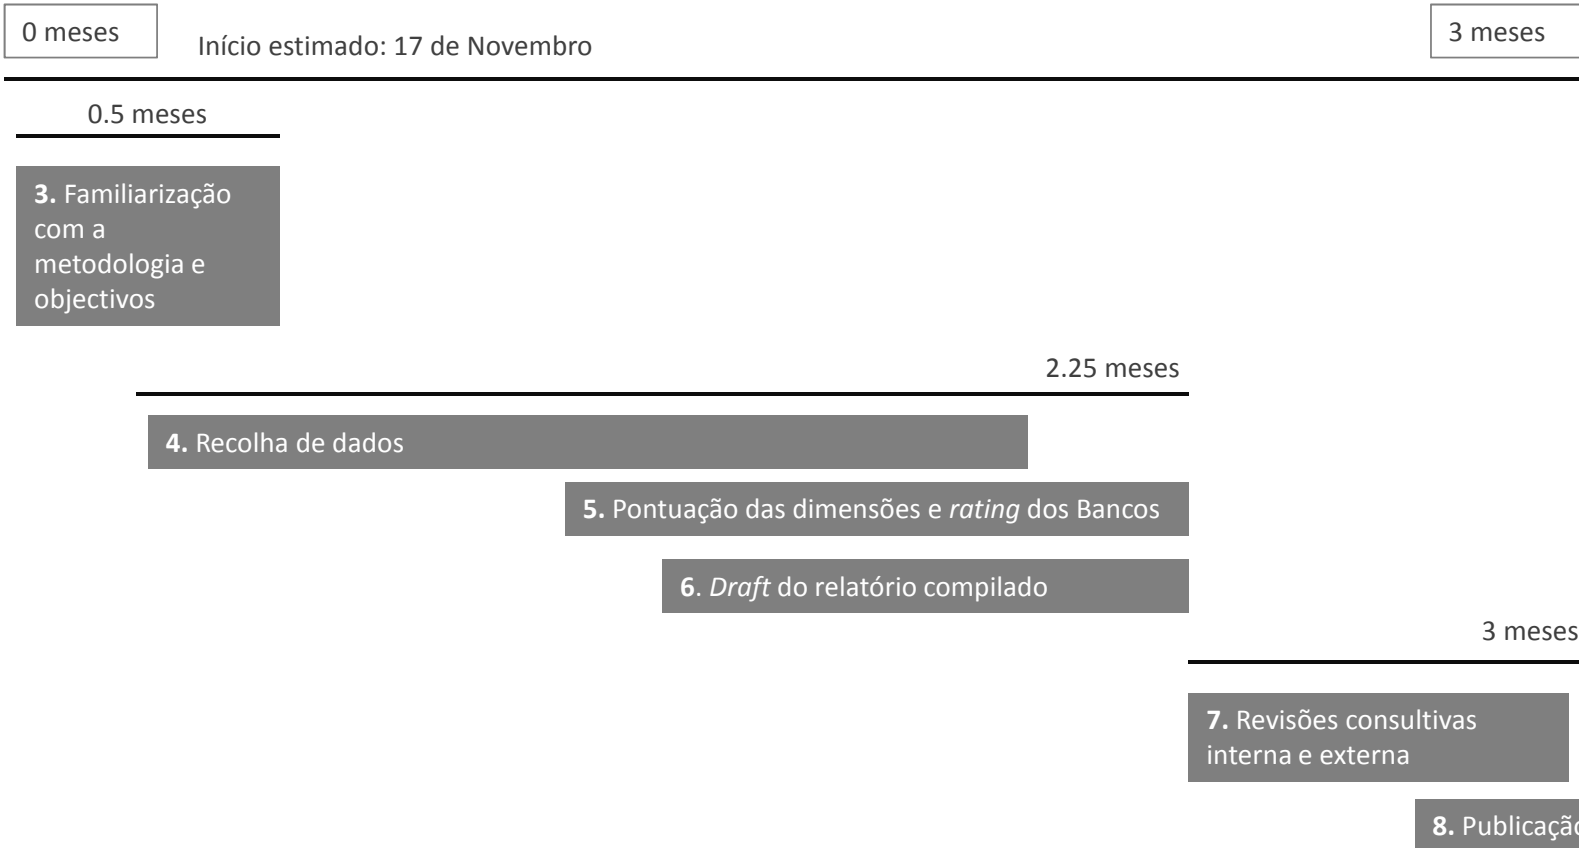 0 meses
Início estimado: 17 de Novembro
3 meses
0.5 meses
3. Familiarização
com a
metodologia e
objectivos
2.25 meses
4. Recolha de dados
5. Pontuação das dimensões e rating dos Bancos
6. Draft do relatório compilado
3 meses
7. Revisões consultivas
interna e externa
8. Publicação